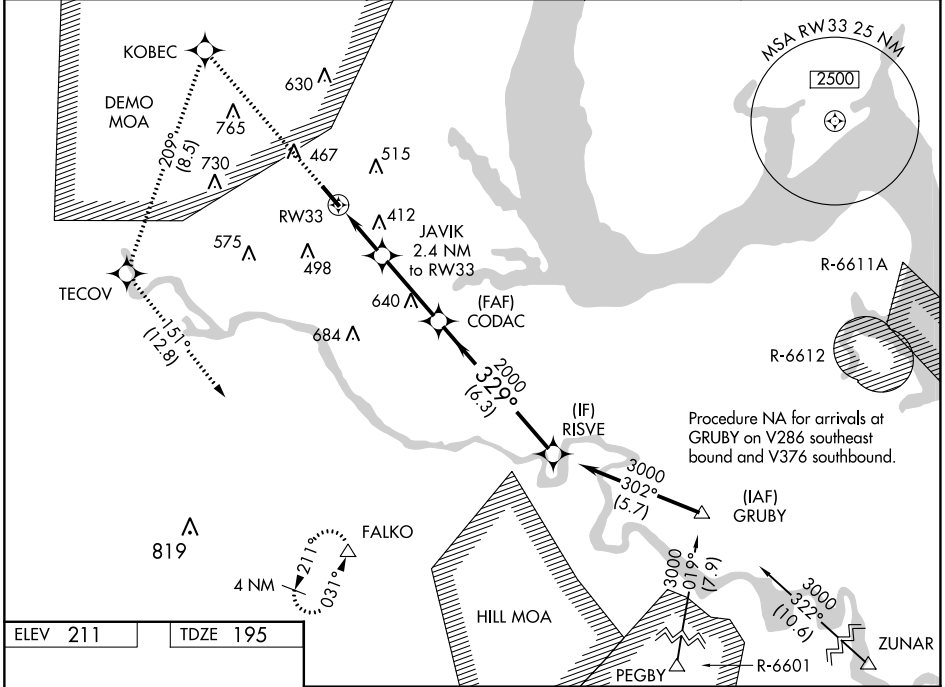 KOBEC
630
MSA RW33 25 NM
2500
DEMO
MOA
765
209°
(8.5)
730
467
515
RW33
412
JAVIK
2.4 NM
to RW33
575
498
TECOV
640
(FAF)
CODAC
R-6611A
684
151°
(12.8)
R-6612
2000
329°
(6.3)
(IF)
RISVE
Procedure NA for arrivals at
GRUBY on V286 southeast
bound and V376 southbound.
3000
302°
(5.7)
(IAF)
GRUBY
819
FALKO
211°
031°
4 NM
3000
019°
(7.9)
3000
322°
(10.6)
HILL MOA
ZUNAR
PEGBY
R-6601
ELEV 211
TDZE 195